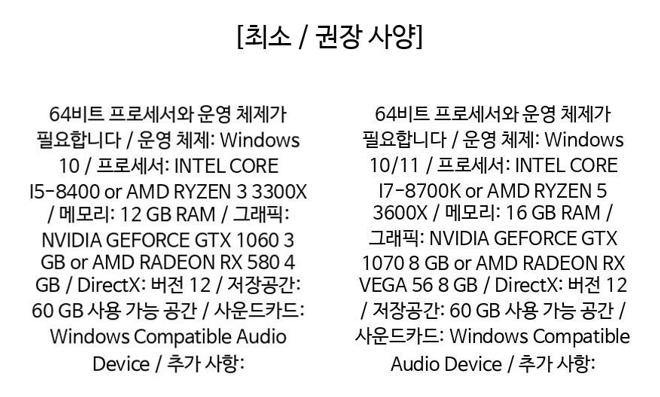 [최소 / 권장 사양]
64비트 프로세서와 운영 체제가
필요합니다 / 운영 체제: Windows
10 / 프로세서: INTEL CORE
I5-8400 or AMD RYZEN 3 3300X
/ 메모리: 12 GB RAM / 그래픽:
NVIDIA GEFORCE GTX 1060 3
GB or AMD RADEON RX 580 4
GB / DirectX: 버전 12 / 저장공간:
60 GB 사용 가능 공간 / 사운드카드:
Windows Compatible Audio
Device / 추가 사항:
64비트 프로세서와 운영 체제가
필요합니다 / 운영 체제: Windows
10/11 / 프로세서: INTEL CORE
I7-8700K or AMD RYZEN 5
3600X / 메모리: 16 GB RAM /
그래픽: NVIDIA GEFORCE GTX
1070 8 GB or AMD RADEON RX
VEGA 56 8 GB / DirectX: 버전 12
/ 저장공간: 60 GB 사용 가능 공간 /
사운드카드: Windows Compatible
Audio Device / 추가 사항: